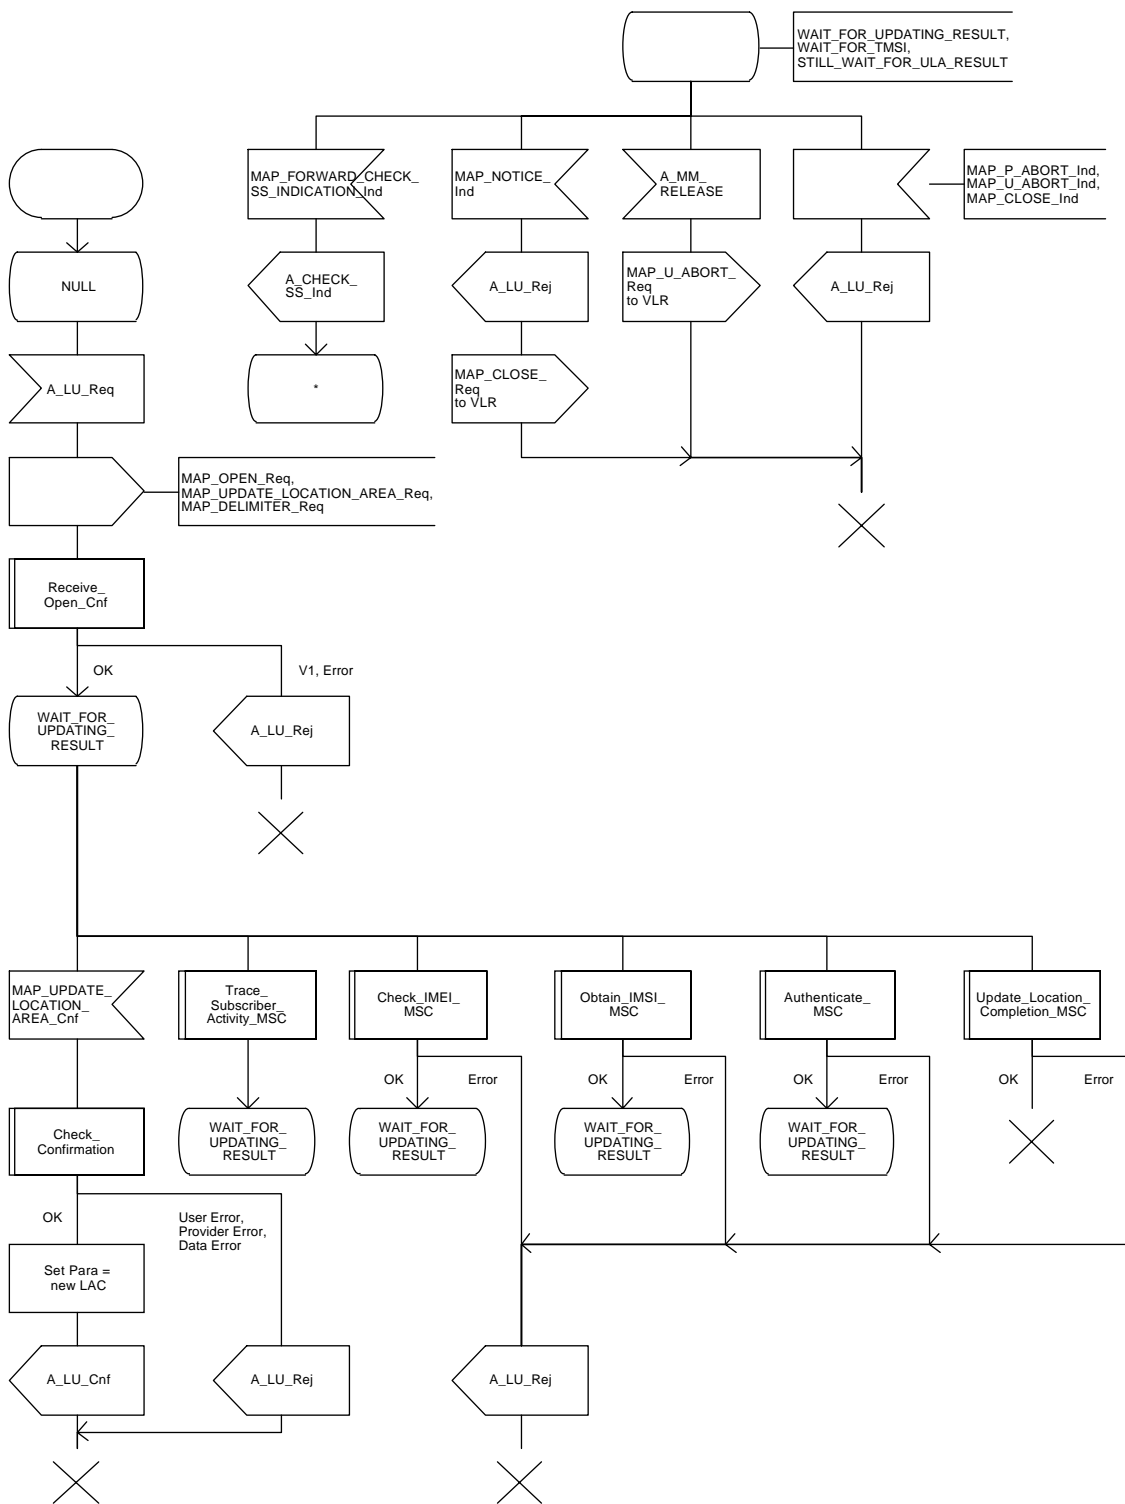 WAIT_FOR_UPDATING_RESULT,
WAIT_FOR_TMSI,
STILL_WAIT_FOR_ULA_RESULT
MAP_FORWARD_CHECK_
SS_INDICATION_Ind
MAP_NOTICE_
Ind
A_MM_
RELEASE
MAP_P_ABORT_Ind,
MAP_U_ABORT_Ind,
MAP_CLOSE_Ind
NULL
A_CHECK_
SS_Ind
A_LU_Rej
MAP_U_ABORT_
Req
to VLR
A_LU_Rej
A_LU_Req
*
MAP_CLOSE_
Req
to VLR
MAP_OPEN_Req,
MAP_UPDATE_LOCATION_AREA_Req,
MAP_DELIMITER_Req
Receive_
Open_Cnf
OK
V1, Error
WAIT_FOR_
UPDATING_
RESULT
A_LU_Rej
MAP_UPDATE_
LOCATION_
AREA_Cnf
Trace_
Subscriber_
Activity_MSC
Check_IMEI_
MSC
Obtain_IMSI_
MSC
Authenticate_
MSC
Update_Location_
Completion_MSC
OK
Error
OK
Error
OK
Error
OK
Error
Check_
Confirmation
WAIT_FOR_
UPDATING_
RESULT
WAIT_FOR_
UPDATING_
RESULT
WAIT_FOR_
UPDATING_
RESULT
WAIT_FOR_
UPDATING_
RESULT
OK
User Error,
Provider Error,
Data Error
Set Para =
new LAC
A_LU_Cnf
A_LU_Rej
A_LU_Rej